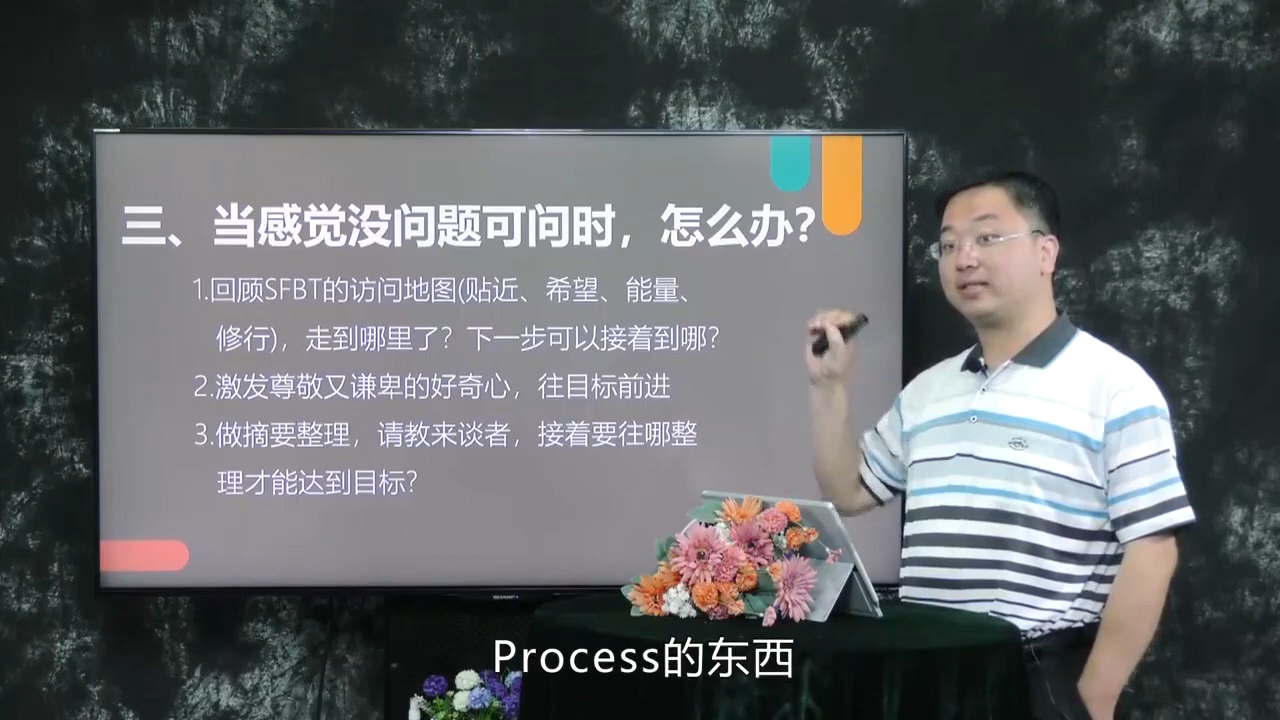 三、当感觉没问题可问时，怎么办？
1.回顾SFBT的访问地图(贴近、希望、能量、
修行)，走到哪里了？下一步可以接着到哪？
2.激发尊敬又谦卑的好奇心，往目标前进
3.做摘要整理，请教来谈者，接着要往哪整
理才能达到目标？
SHARP
Process的东西